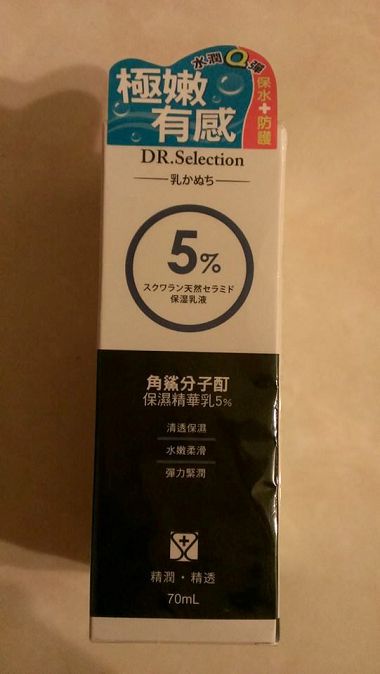 水潤Q彈
極嫩
有感
保水+防護
DR.Selection
乳かぬち
5%
スクワラン天然セラミド
保湿乳液
角鯊分子酊
保濕精華乳5%
清透保濕
水嫩柔滑
彈力緊潤
精潤・精透
70mL